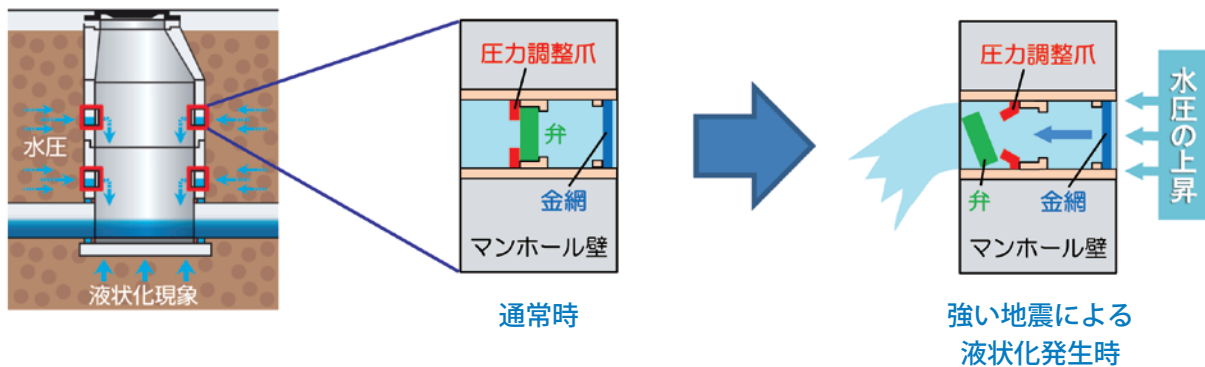 水圧
液状化現象
圧力調整爪
弁
金網
マンホール壁
通常時
圧力調整爪
弁
金網
マンホール壁
水圧の上昇
強い地震による
液状化発生時